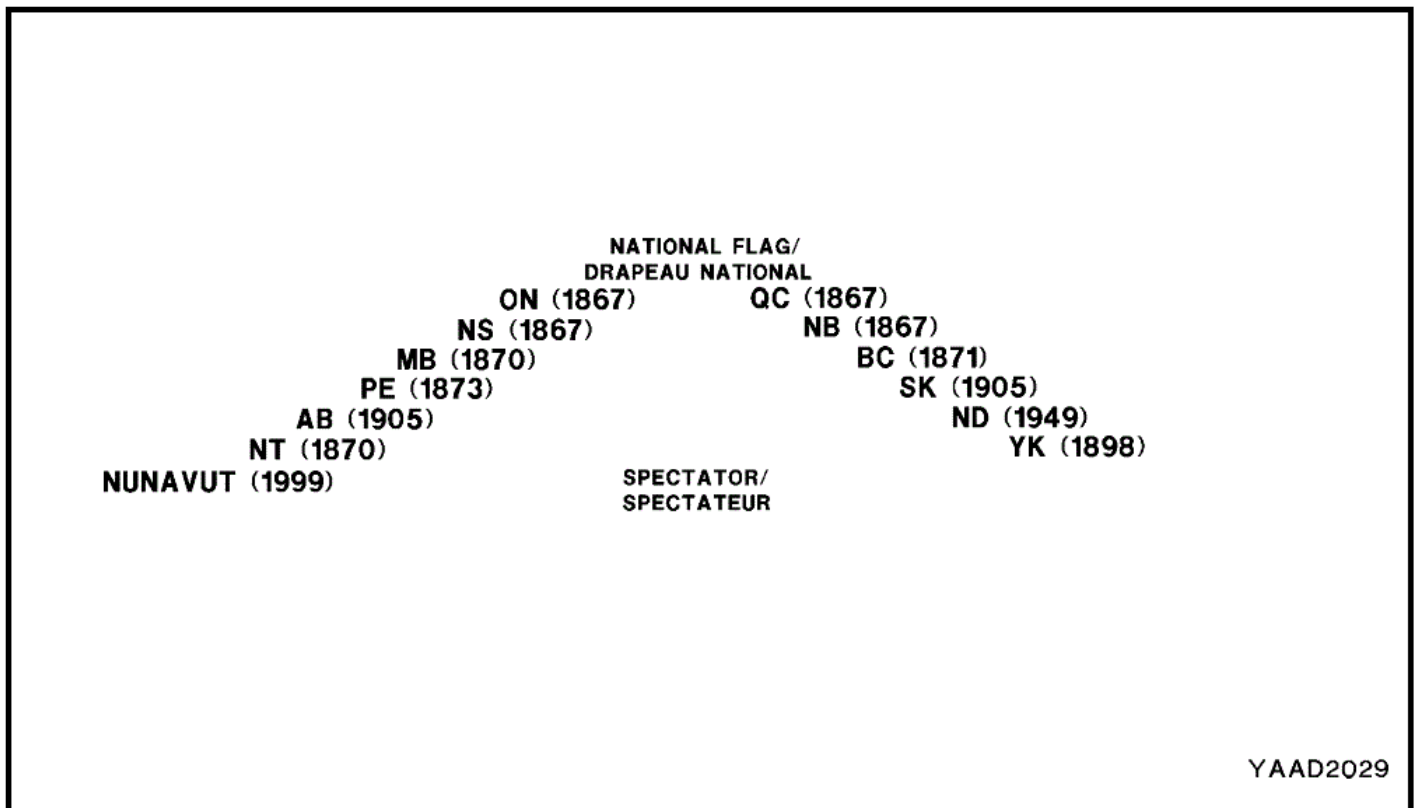 NATIONAL FLAG/
DRAPEAU NATIONAL
ON (1867) QC (1867)
NS (1867) NB (1867)
MB (1870) BC (1871)
PE (1873) SK (1905)
AB (1905) ND (1949)
NT (1870) YK (1898)
NUNAVUT (1999) SPECTATOR/
SPECTATEUR
YAAD2029